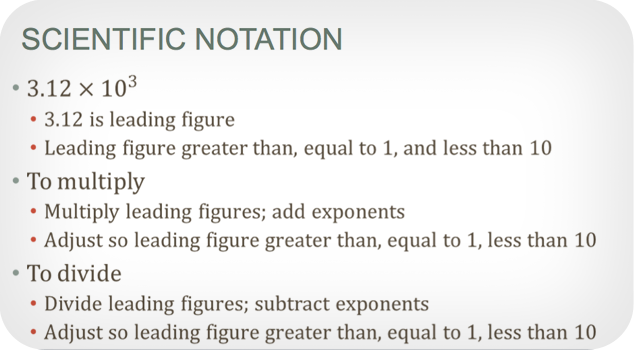 SCIENTIFIC NOTATION
• 3.12 × 10³
• 3.12 is leading figure
• Leading figure greater than, equal to 1, and less than 10
• To multiply
• Multiply leading figures; add exponents
• Adjust so leading figure greater than, equal to 1, less than 10
• To divide
• Divide leading figures; subtract exponents
• Adjust so leading figure greater than, equal to 1, less than 10